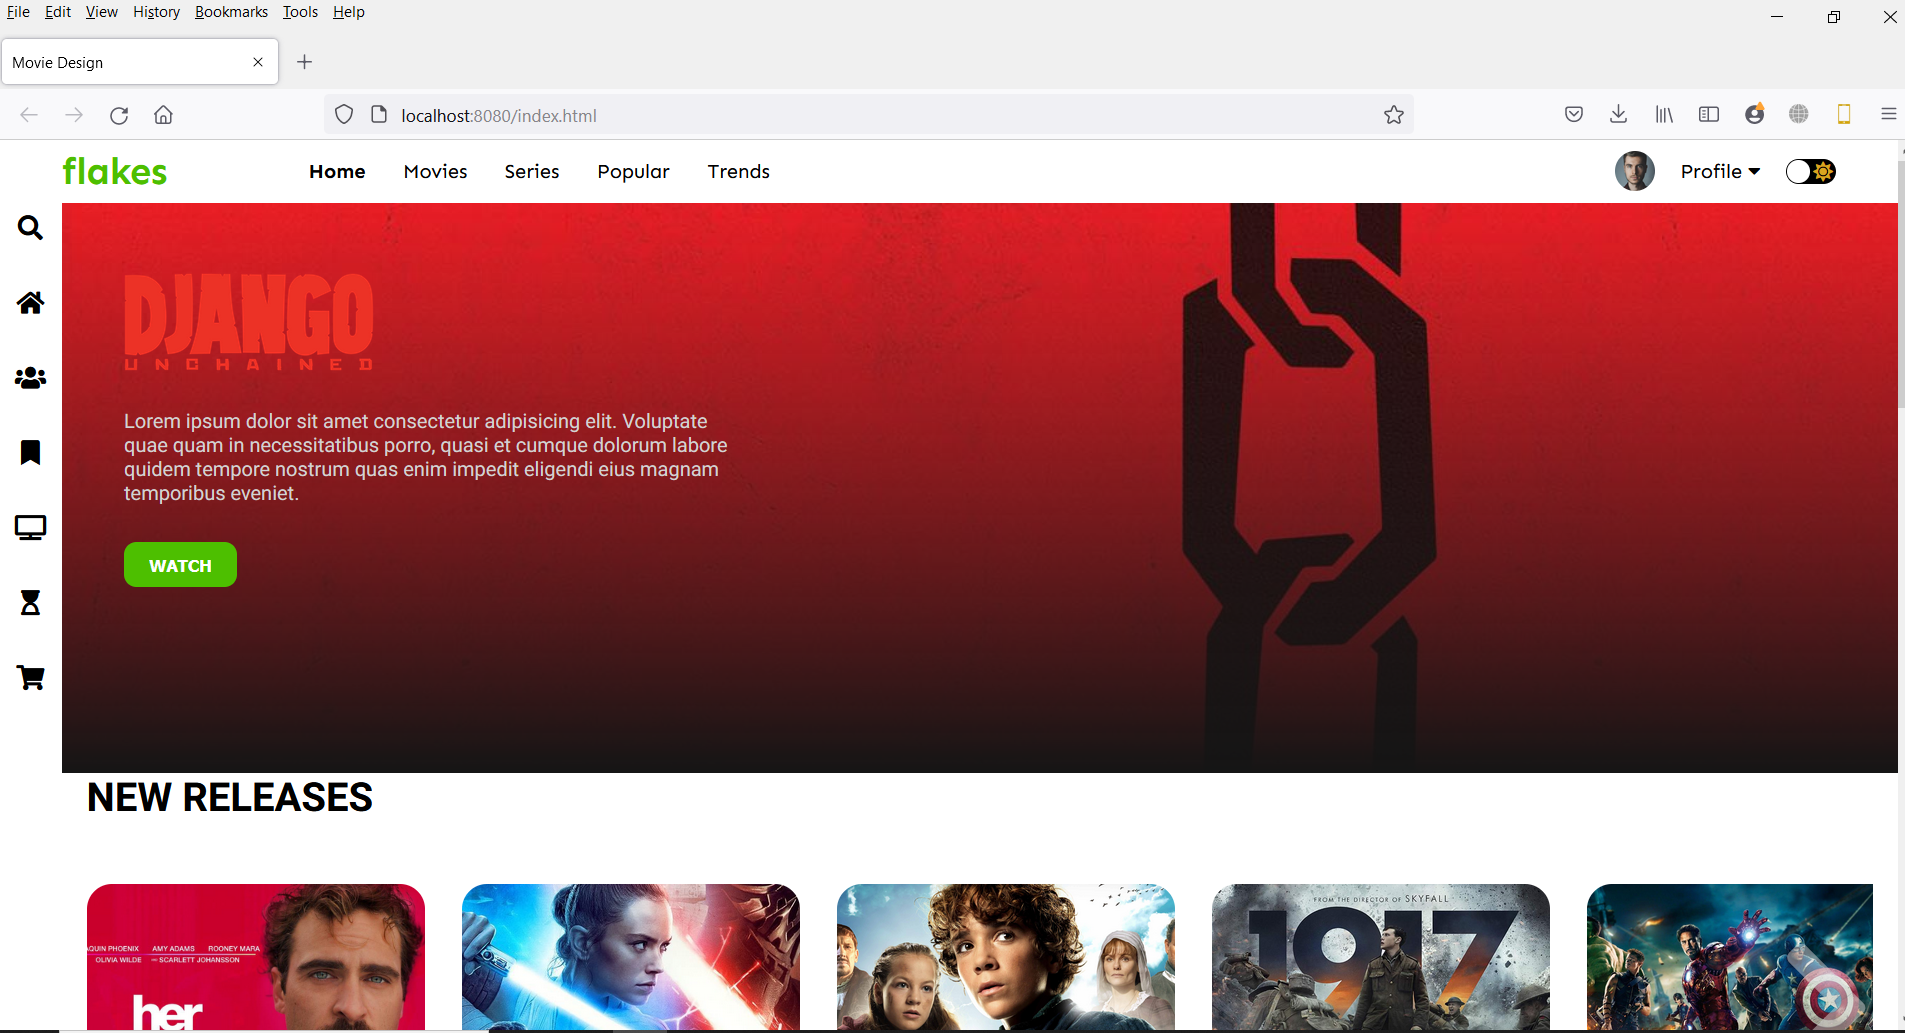 File Edit View History Bookmarks Tools Help
Movie Design
localhost:8080/index.html
flakes
Home Movies Series Popular Trends
Profile
DJANGO
UNCHAINED
Lorem ipsum dolor sit amet consectetur adipisicing elit. Voluptate
quae quam in necessitatibus porro, quasi et cumque dolorum labore
quidem tempore nostrum quas enim impedit eligendi eius magnam
temporibus eveniet.
WATCH
NEW RELEASES
AQUIN PHOENIX AMY ADAMS ROONEY MARA
OLIVIA WILDE AND SCARLETT JOHANSSON
her
FROM THE DIRECTOR OF SKYFALL
1917